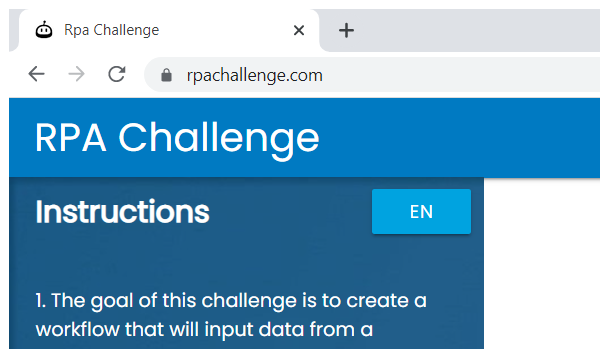 Rpa Challenge
rpachallenge.com
RPA Challenge
Instructions
EN
1. The goal of this challenge is to create a
workflow that will input data from a